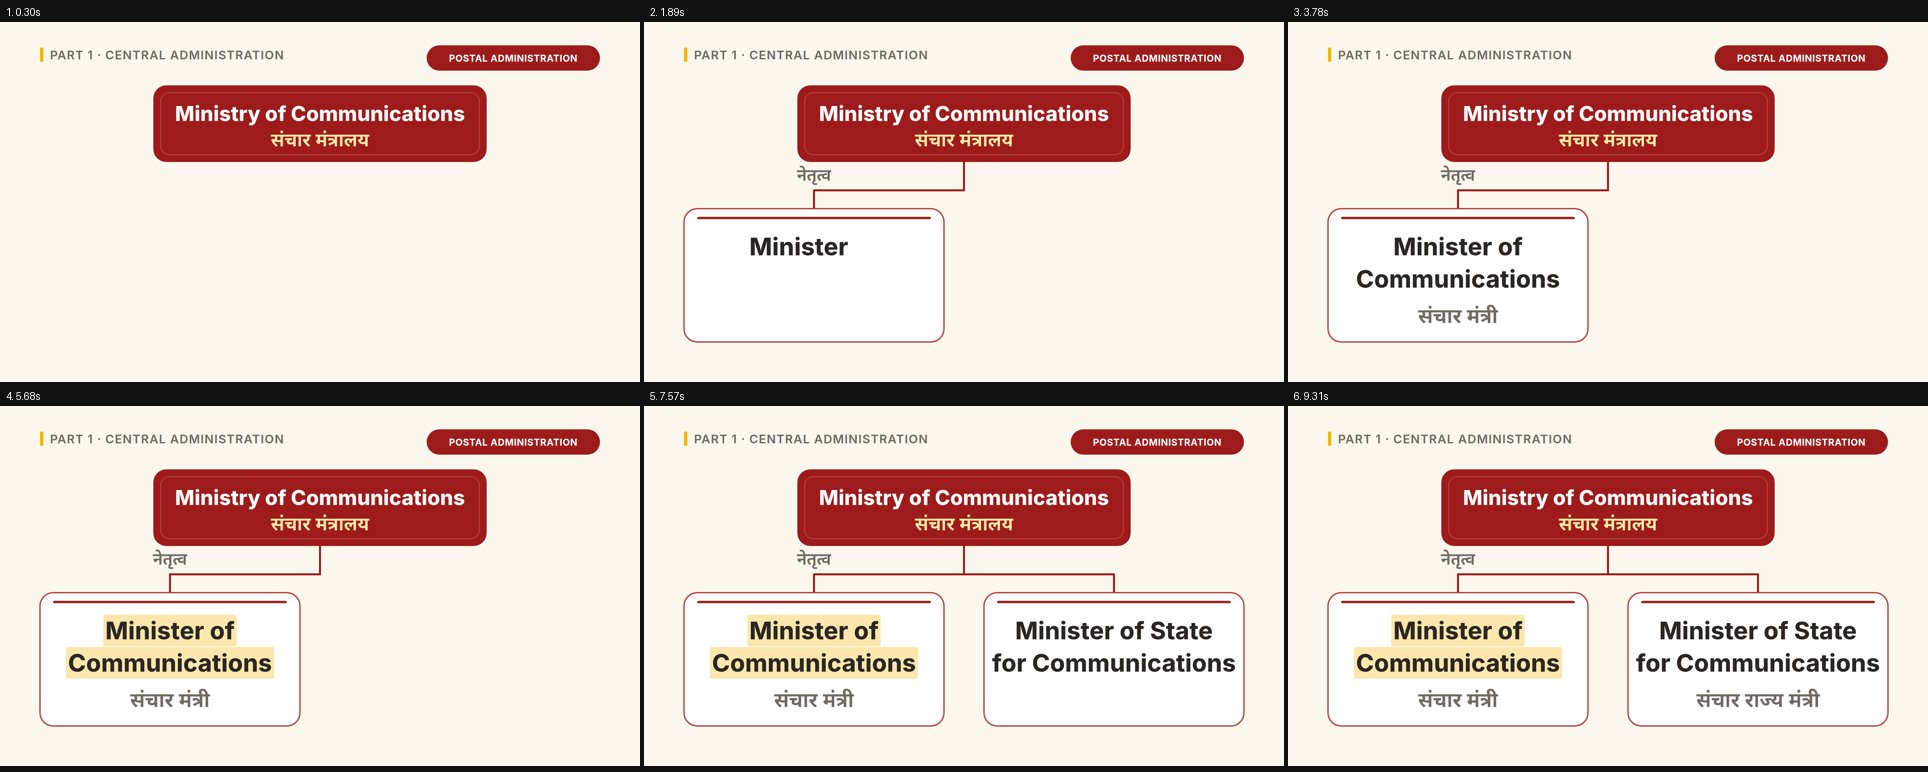 1. 0.30s
PART 1 · CENTRAL ADMINISTRATION
POSTAL ADMINISTRATION
Ministry of Communications
संचार मंत्रालय
2. 1.89s
PART 1 · CENTRAL ADMINISTRATION
POSTAL ADMINISTRATION
Ministry of Communications
संचार मंत्रालय
नेतृत्व
Minister
3. 3.78s
PART 1 · CENTRAL ADMINISTRATION
POSTAL ADMINISTRATION
Ministry of Communications
संचार मंत्रालय
नेतृत्व
Minister of
Communications
संचार मंत्री
4. 5.68s
PART 1 · CENTRAL ADMINISTRATION
POSTAL ADMINISTRATION
Ministry of Communications
संचार मंत्रालय
नेतृत्व
Minister of
Communications
संचार मंत्री
5. 7.57s
PART 1 · CENTRAL ADMINISTRATION
POSTAL ADMINISTRATION
Ministry of Communications
संचार मंत्रालय
नेतृत्व
Minister of
Communications
संचार मंत्री
Minister of State
for Communications
6. 9.31s
PART 1 · CENTRAL ADMINISTRATION
POSTAL ADMINISTRATION
Ministry of Communications
संचार मंत्रालय
नेतृत्व
Minister of
Communications
संचार मंत्री
Minister of State
for Communications
संचार राज्य मंत्री